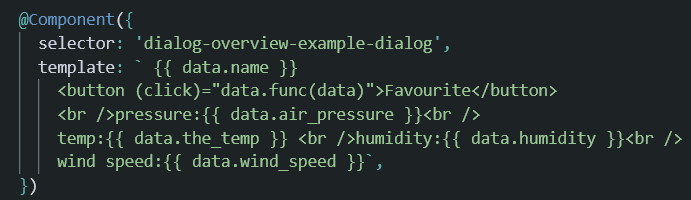 @Component({
  selector: 'dialog-overview-example-dialog',
  template: ` {{ data.name }}
    <button (click)="data.func(data)">Favourite</button>
    <br />pressure:{{ data.air_pressure }}<br />
    temp:{{ data.the_temp }} <br />humidity:{{ data.humidity }}<br />
    wind speed:{{ data.wind_speed }}`,
})